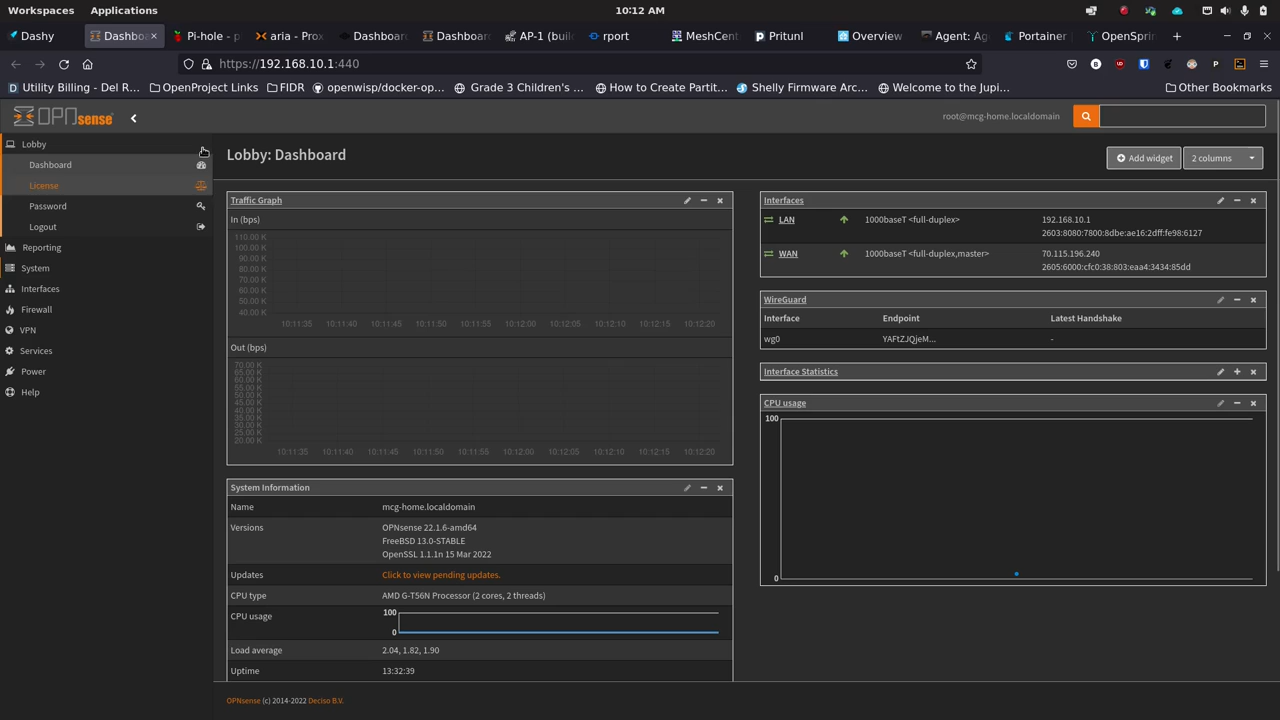 Workspaces Applications 10:12 AM
Dashy Dashboa Pi-hole - p aria - Prox Dashboard Dashboard AP-1 (buil rport MeshCent Pritunl Overview Agent: Ag Portainer OpenSprin
https://192.168.10.1:440
Utility Billing - Del R... OpenProject Links FIDR openwisp/docker-op... Grade 3 Children's ... How to Create Partit... Shelly Firmware Arc... Welcome to the Jupi... Other Bookmarks
OPNsense root@mcg-home.localdomain
Lobby
Dashboard
License
Password
Logout
Reporting
System
Interfaces
Firewall
VPN
Services
Power
Help
Lobby: Dashboard
Add widget 2 columns
Traffic Graph
In (bps)
110.00 K
100.00 K
90.00 K
80.00 K
70.00 K
60.00 K
50.00 K
40.00 K
10:11:35 10:11:40 10:11:45 10:11:50 10:11:55 10:12:00 10:12:05 10:12:10 10:12:15 10:12:20
Out (bps)
70.00 K
65.00 K
60.00 K
55.00 K
50.00 K
45.00 K
40.00 K
35.00 K
30.00 K
25.00 K
20.00 K
10:11:35 10:11:40 10:11:45 10:11:50 10:11:55 10:12:00 10:12:05 10:12:10 10:12:15 10:12:20
System Information
Name mcg-home.localdomain
Versions OPNsense 22.1.6-amd64
FreeBSD 13.0-STABLE
OpenSSL 1.1.1n 15 Mar 2022
Updates Click to view pending updates.
CPU type AMD G-T56N Processor (2 cores, 2 threads)
CPU usage 100
0
Load average 2.04, 1.82, 1.90
Uptime 13:32:39
Interfaces
LAN 1000baseT <full-duplex> 192.168.10.1
2603:8080:7800:8dbe:ae16:2dff:fe98:6127
WAN 1000baseT <full-duplex,master> 70.115.196.240
2605:6000:cfc0:38:803:eaa4:3434:85dd
WireGuard
Interface Endpoint Latest Handshake
wg0 YAFtZJQjeM... -
Interface Statistics
CPU usage
100
0
OPNsense (c) 2014-2022 Deciso B.V.